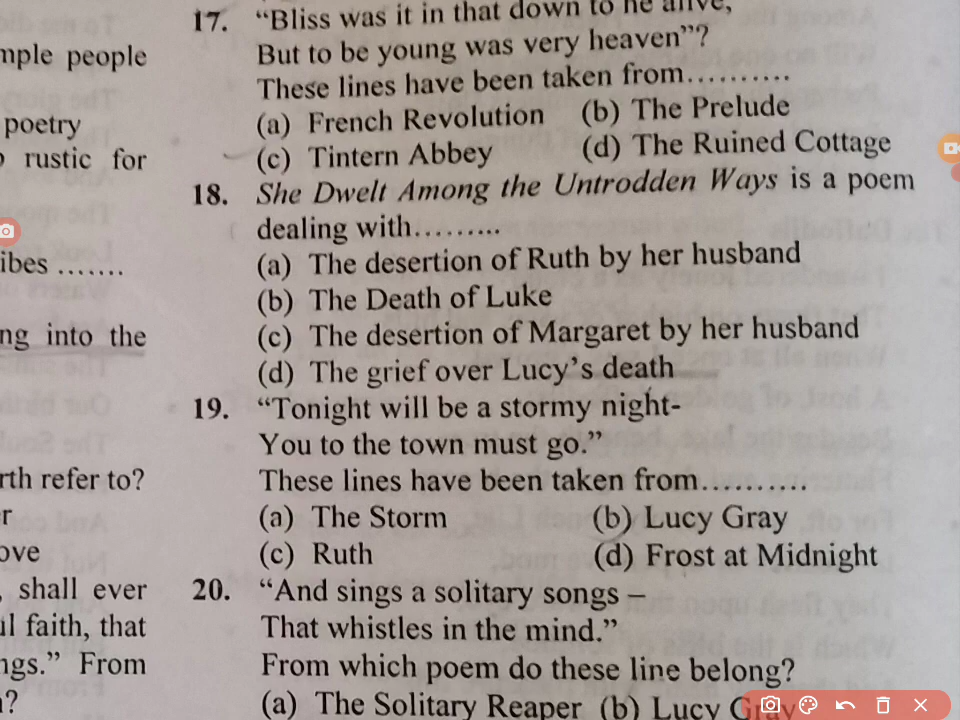 17. “Bliss was it in that down to he alive,
But to be young was very heaven”?
These lines have been taken from..........
(a) French Revolution (b) The Prelude
(c) Tintern Abbey (d) The Ruined Cottage
18. She Dwelt Among the Untrodden Ways is a poem
dealing with.........
(a) The desertion of Ruth by her husband
(b) The Death of Luke
(c) The desertion of Margaret by her husband
(d) The grief over Lucy’s death
19. “Tonight will be a stormy night-
You to the town must go.”
These lines have been taken from..........
(a) The Storm (b) Lucy Gray
(c) Ruth (d) Frost at Midnight
20. “And sings a solitary songs –
That whistles in the mind.”
From which poem do these line belong?
(a) The Solitary Reaper (b) Lucy Gray
people
poetry
rustic for
.......
into the
refer to?
shall ever
faith, that
From